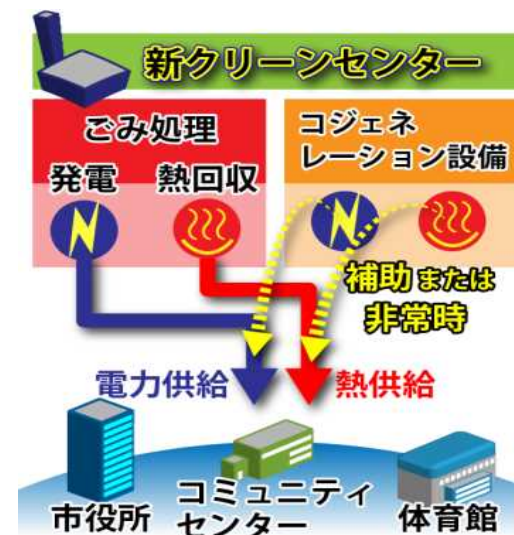 新クリーンセンター
ごみ処理
発電 熱回収
コジェネ
レーション設備
補助 または
非常時
電力供給
熱供給
市役所
コミュニティ
センター
体育館